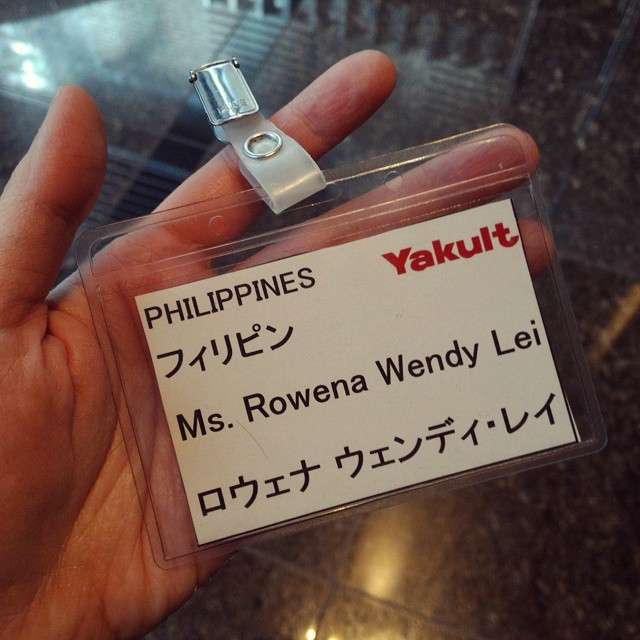 Yakult
PHILIPPINES
フィリピン
Ms. Rowena Wendy Lei
ロウェナ ウェンディ・レイ